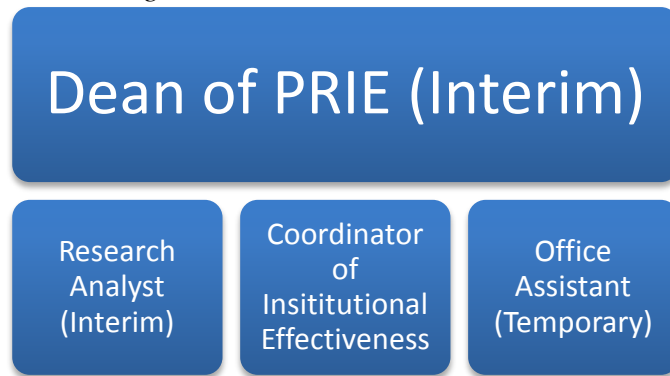 Dean of PRIE (Interim)
Research
Analyst
(Interim)
Coordinator
of
Insititutional
Effectiveness
Office
Assistant
(Temporary)